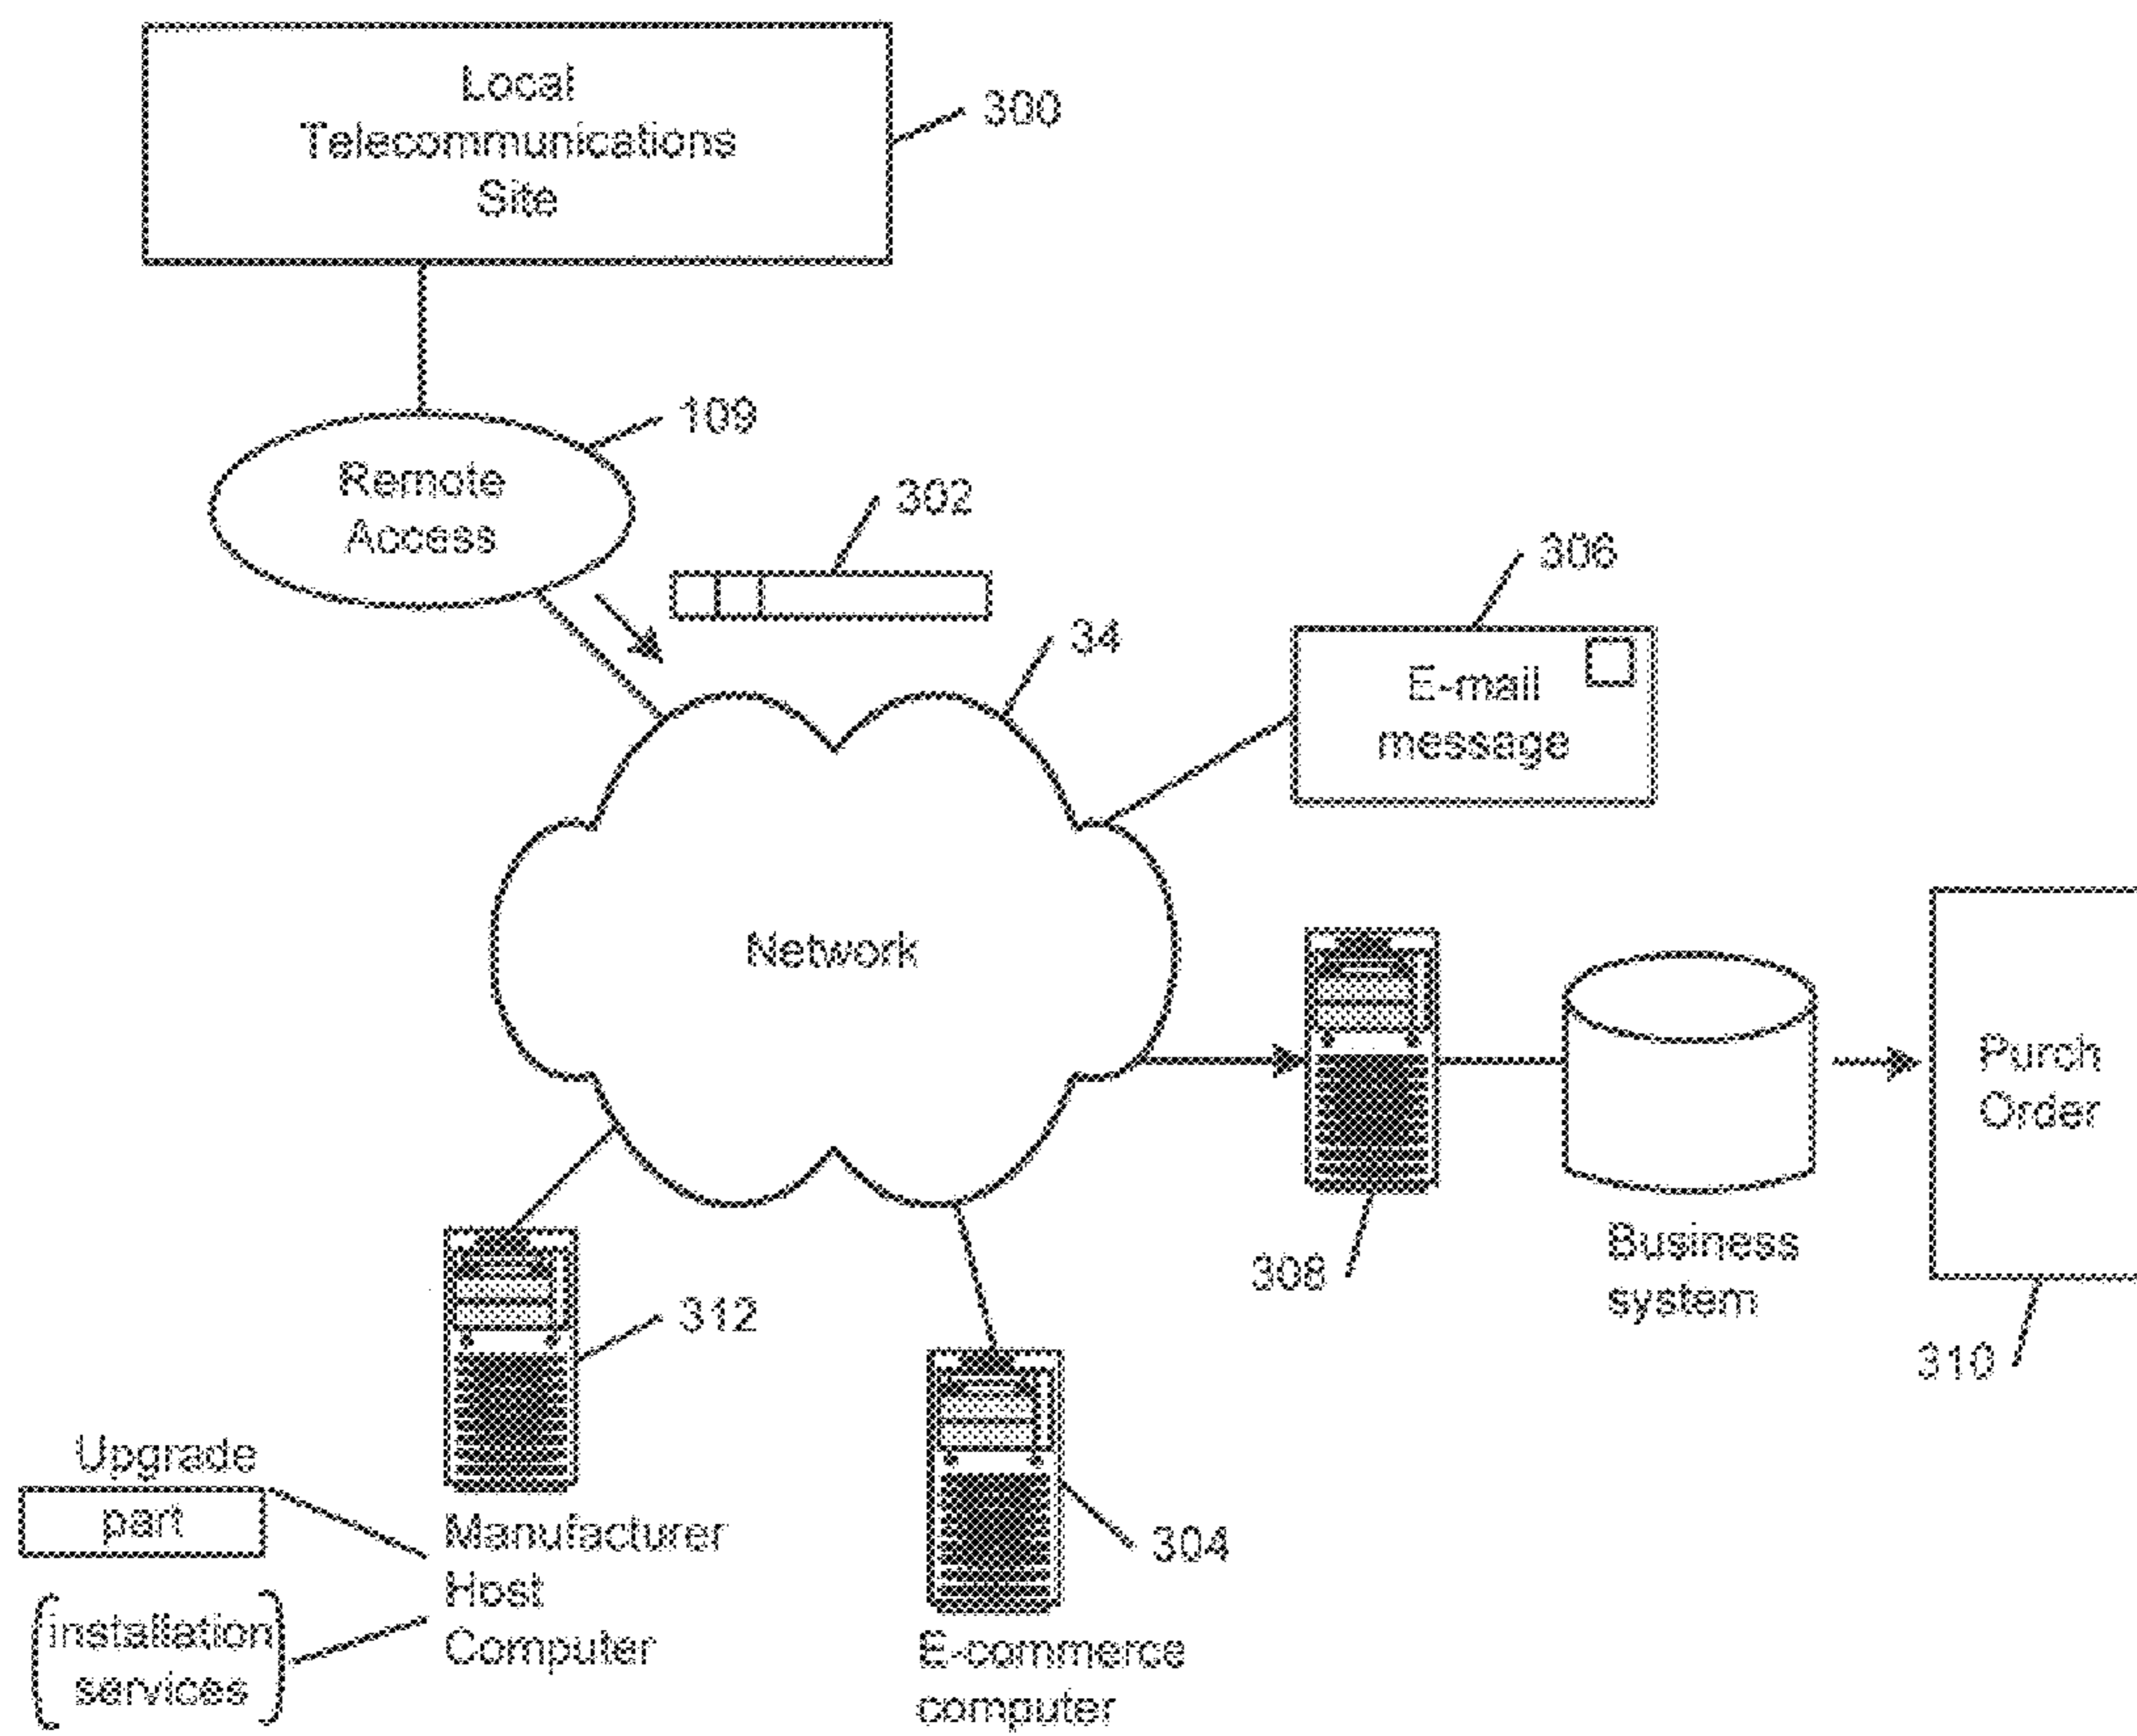 Local
Telecommunications
Site
300
109
Remote
Access
302
306
34
E-mail
message
Network
Purch
Order
308
Business
system
310
312
Upgrade
part
Manufacturer
Host
Computer
304
installation
services
E-commerce
computer